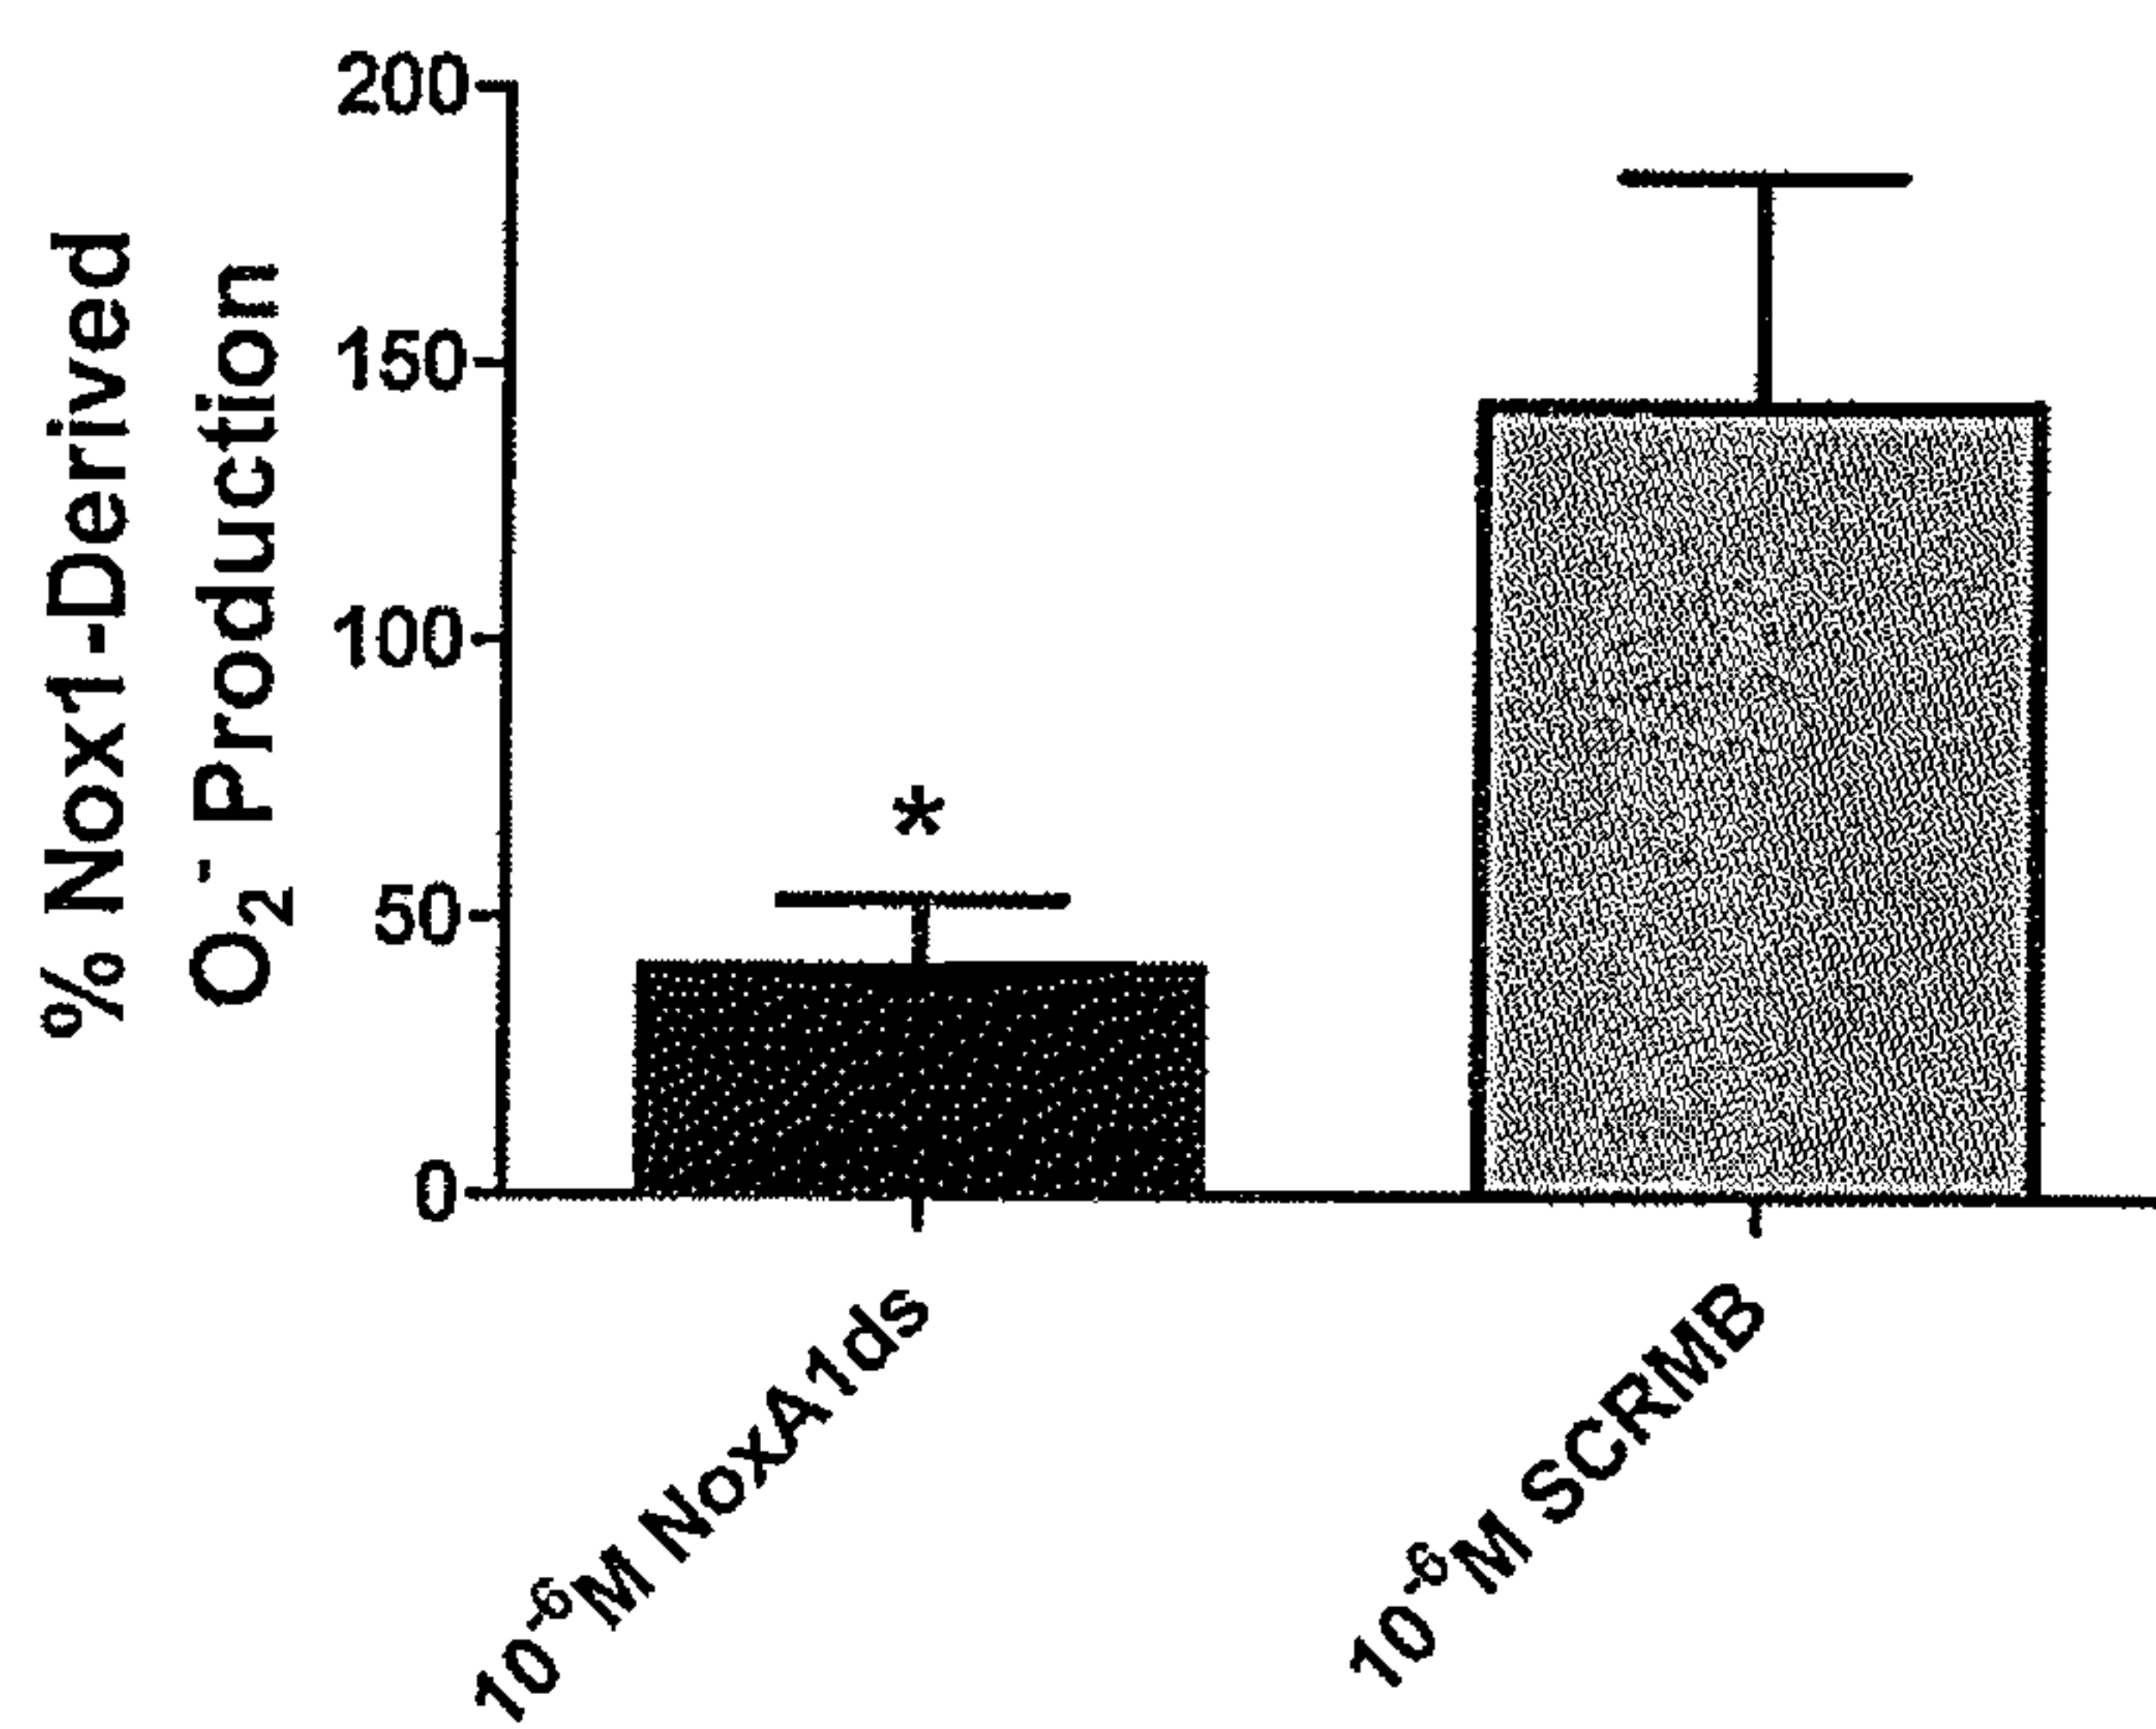 % Nox1-Derived
O₂⁻ Production
200
150
100
50
0
*
10⁻⁶M NoxA1ds
10⁻⁶M SCRMB